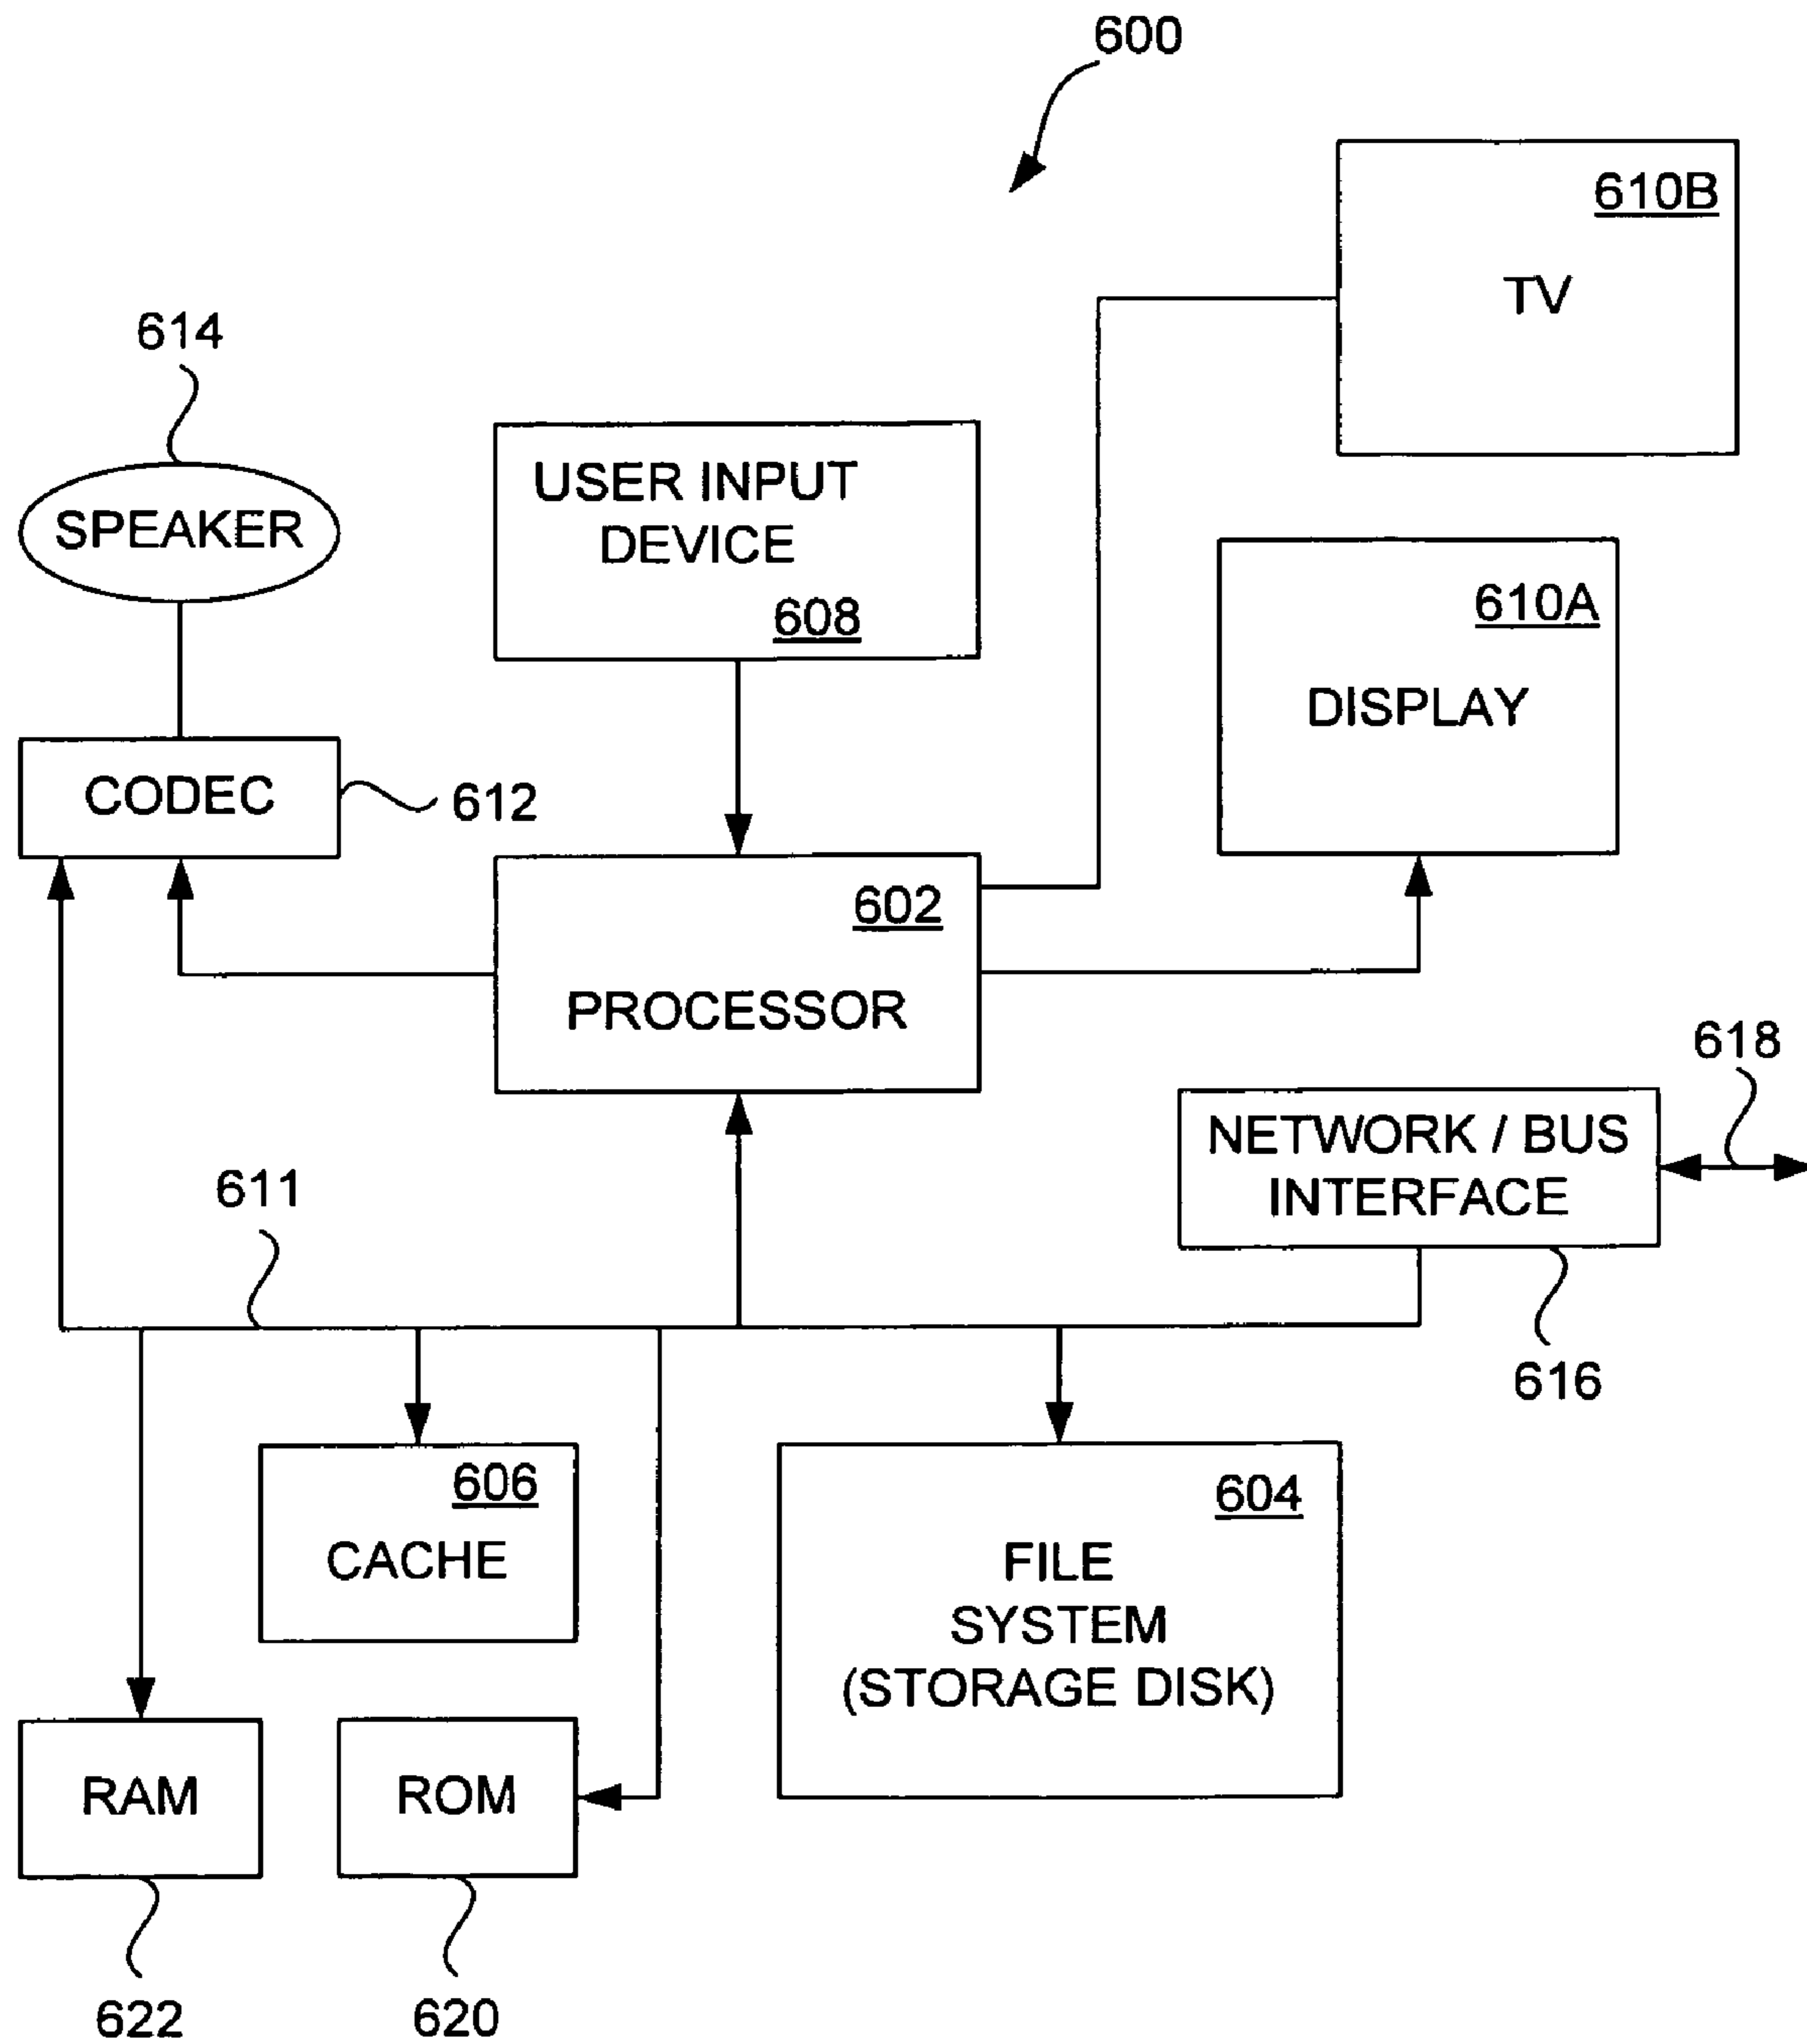 600
610B
TV
614
SPEAKER
USER INPUT
DEVICE
608
610A
DISPLAY
CODEC
612
602
PROCESSOR
618
NETWORK / BUS
INTERFACE
611
616
606
CACHE
604
FILE
SYSTEM
(STORAGE DISK)
RAM
ROM
622
620